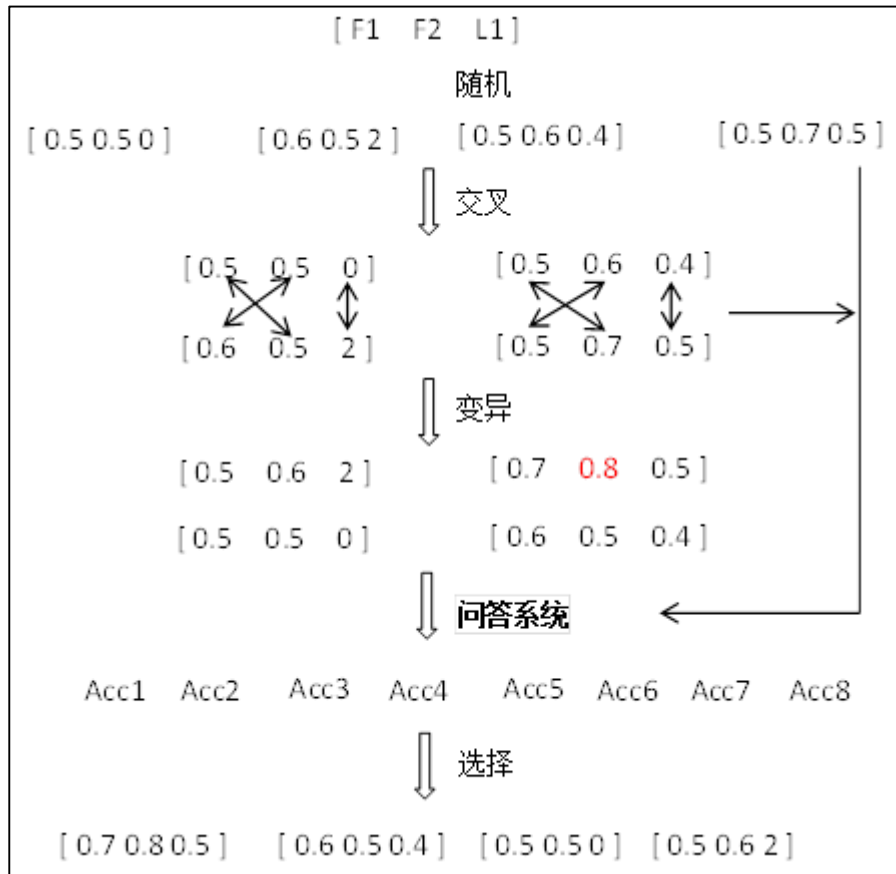 [ F1 F2 L1 ]
随机
[ 0.5 0.5 0 ] [ 0.6 0.5 2 ] [ 0.5 0.6 0.4 ] [ 0.5 0.7 0.5 ]
交叉
[ 0.5 0.5 0 ] [ 0.5 0.6 0.4 ]
[ 0.6 0.5 2 ] [ 0.5 0.7 0.5 ]
变异
[ 0.5 0.6 2 ] [ 0.7 0.8 0.5 ]
[ 0.5 0.5 0 ] [ 0.6 0.5 0.4 ]
问答系统
Acc1 Acc2 Acc3 Acc4 Acc5 Acc6 Acc7 Acc8
选择
[ 0.7 0.8 0.5 ] [ 0.6 0.5 0.4 ] [ 0.5 0.5 0 ] [ 0.5 0.6 2 ]